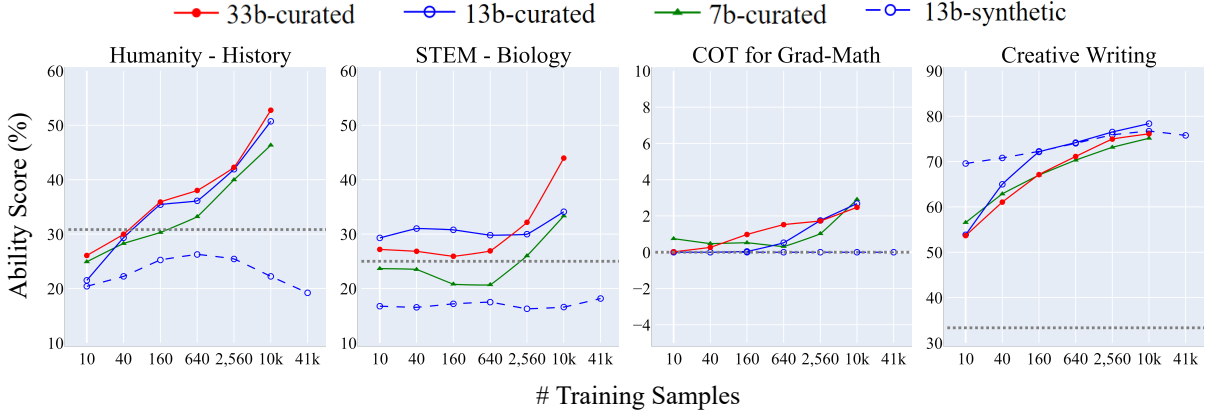 33b-curated 13b-curated 7b-curated 13b-synthetic
Humanity - History STEM - Biology COT for Grad-Math Creative Writing
Ability Score (%)
60 50 40 30 20 10
10 40 160 640 2,560 10k 41k
60 50 40 30 20 10
10 40 160 640 2,560 10k 41k
10 8 6 4 2 0 −2 −4
10 40 160 640 2,560 10k 41k
90 80 70 60 50 40 30
10 40 160 640 2,560 10k 41k
# Training Samples